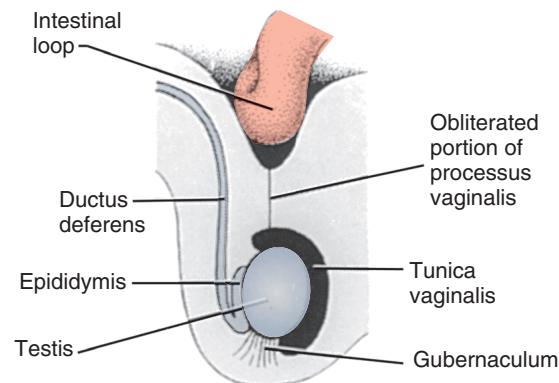 Intestinal
loop
Obliterated
portion of
processus
vaginalis
Ductus
deferens
Epididymis
Tunica
vaginalis
Testis
Gubernaculum